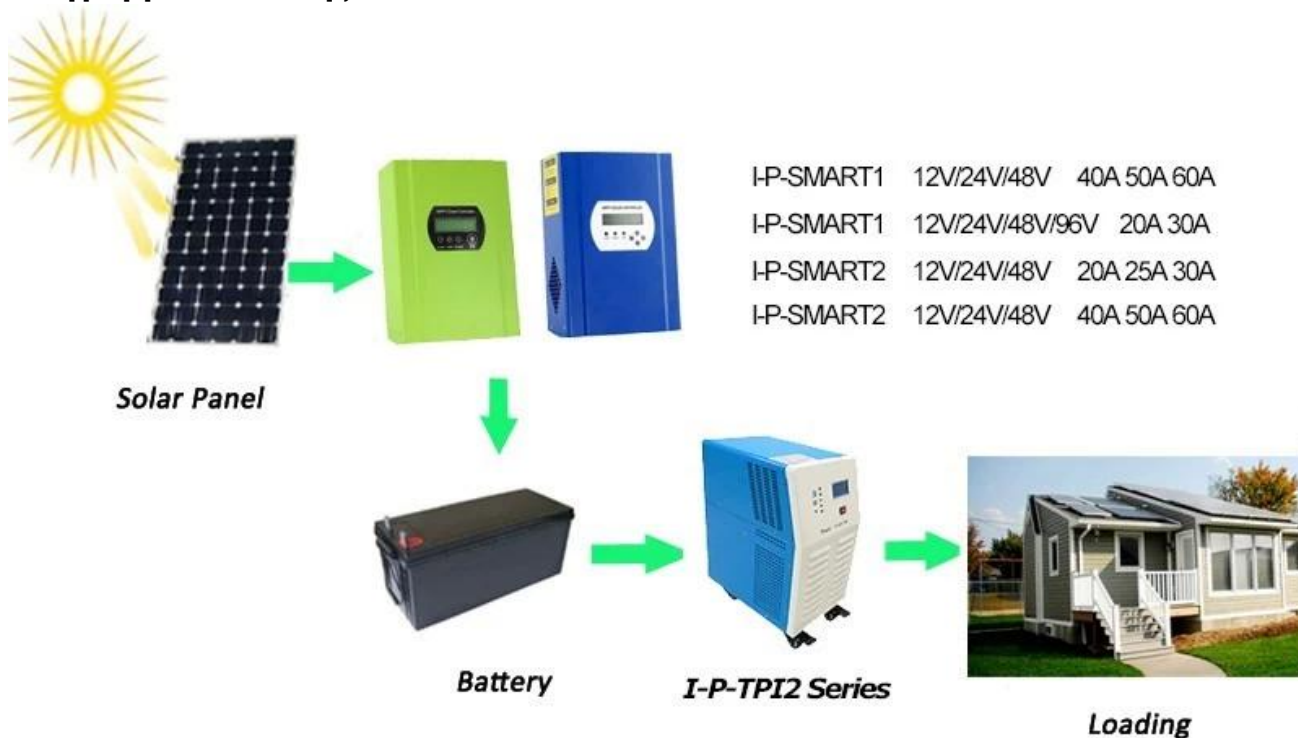 I-P-SMART1 12V/24V/48V 40A 50A 60A
I-P-SMART1 12V/24V/48V/96V 20A 30A
I-P-SMART2 12V/24V/48V 20A 25A 30A
I-P-SMART2 12V/24V/48V 40A 50A 60A
Solar Panel
Battery
I-P-TPI2 Series
Loading